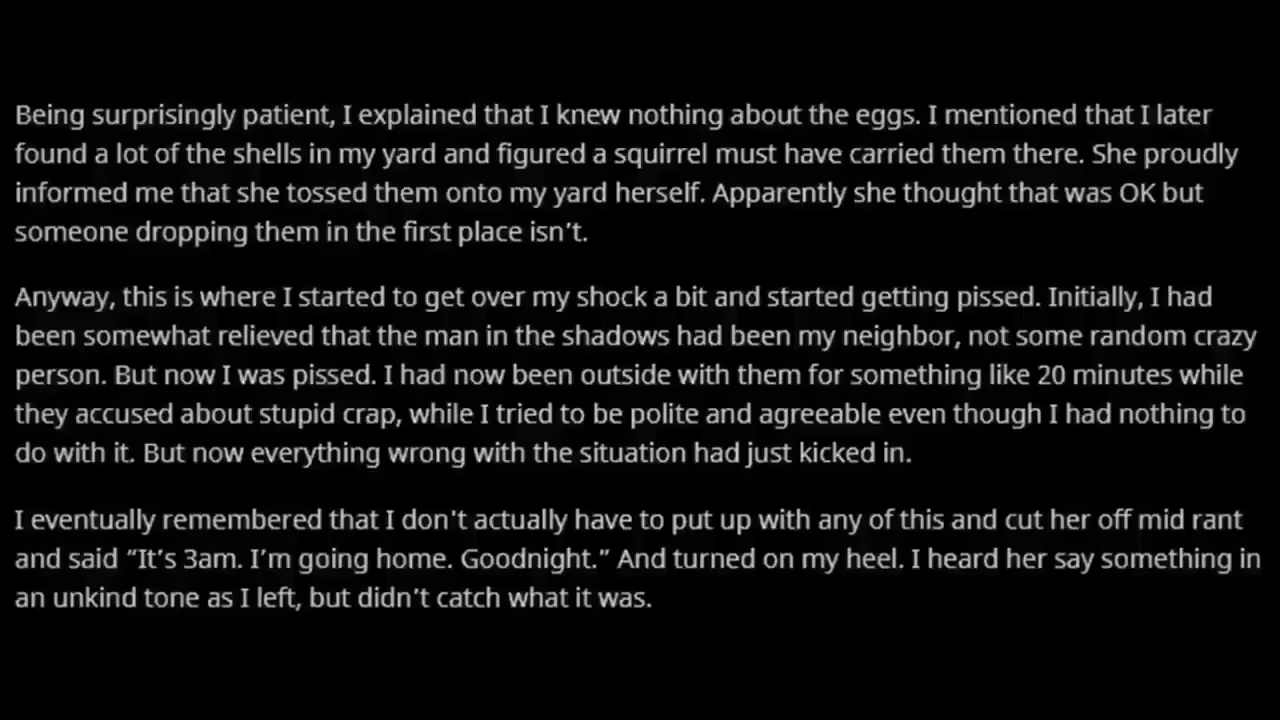 Being surprisingly patient, I explained that I knew nothing about the eggs. I mentioned that I later
found a lot of the shells in my yard and figured a squirrel must have carried them there. She proudly
informed me that she tossed them onto my yard herself. Apparently she thought that was OK but
someone dropping them in the first place isn’t.
Anyway, this is where I started to get over my shock a bit and started getting pissed. Initially, I had
been somewhat relieved that the man in the shadows had been my neighbor, not some random crazy
person. But now I was pissed. I had now been outside with them for something like 20 minutes while
they accused about stupid crap, while I tried to be polite and agreeable even though I had nothing to
do with it. But now everything wrong with the situation had just kicked in.
I eventually remembered that I don't actually have to put up with any of this and cut her off mid rant
and said “It’s 3am. I’m going home. Goodnight.” And turned on my heel. I heard her say something in
an unkind tone as I left, but didn’t catch what it was.